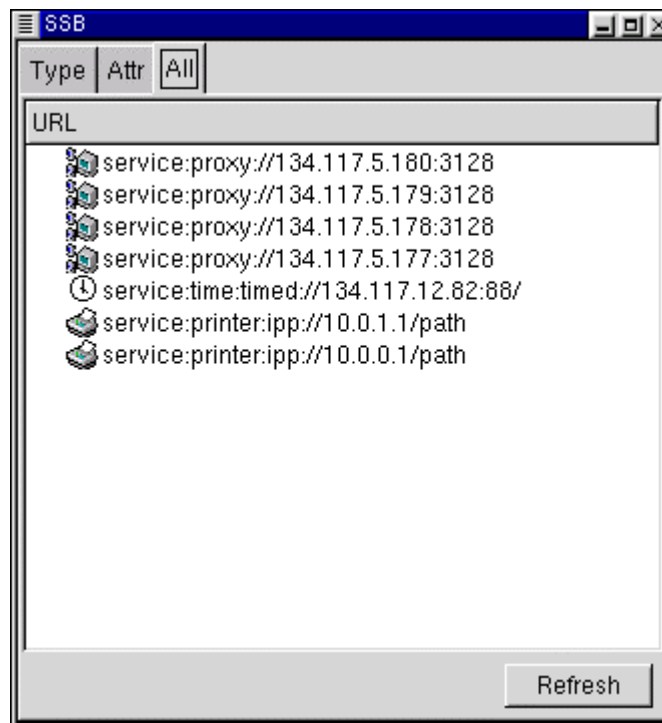 SSB
Type Attr All
URL
service:proxy://134.117.5.180:3128
service:proxy://134.117.5.179:3128
service:proxy://134.117.5.178:3128
service:proxy://134.117.5.177:3128
service:time:timed://134.117.12.82:88/
service:printer:ipp://10.0.1.1/path
service:printer:ipp://10.0.0.1/path
Refresh